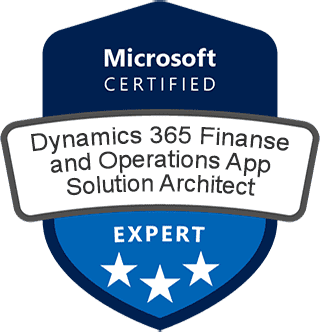 Microsoft
CERTIFIED
Dynamics 365 Finanse
and Operations App
Solution Architect
EXPERT